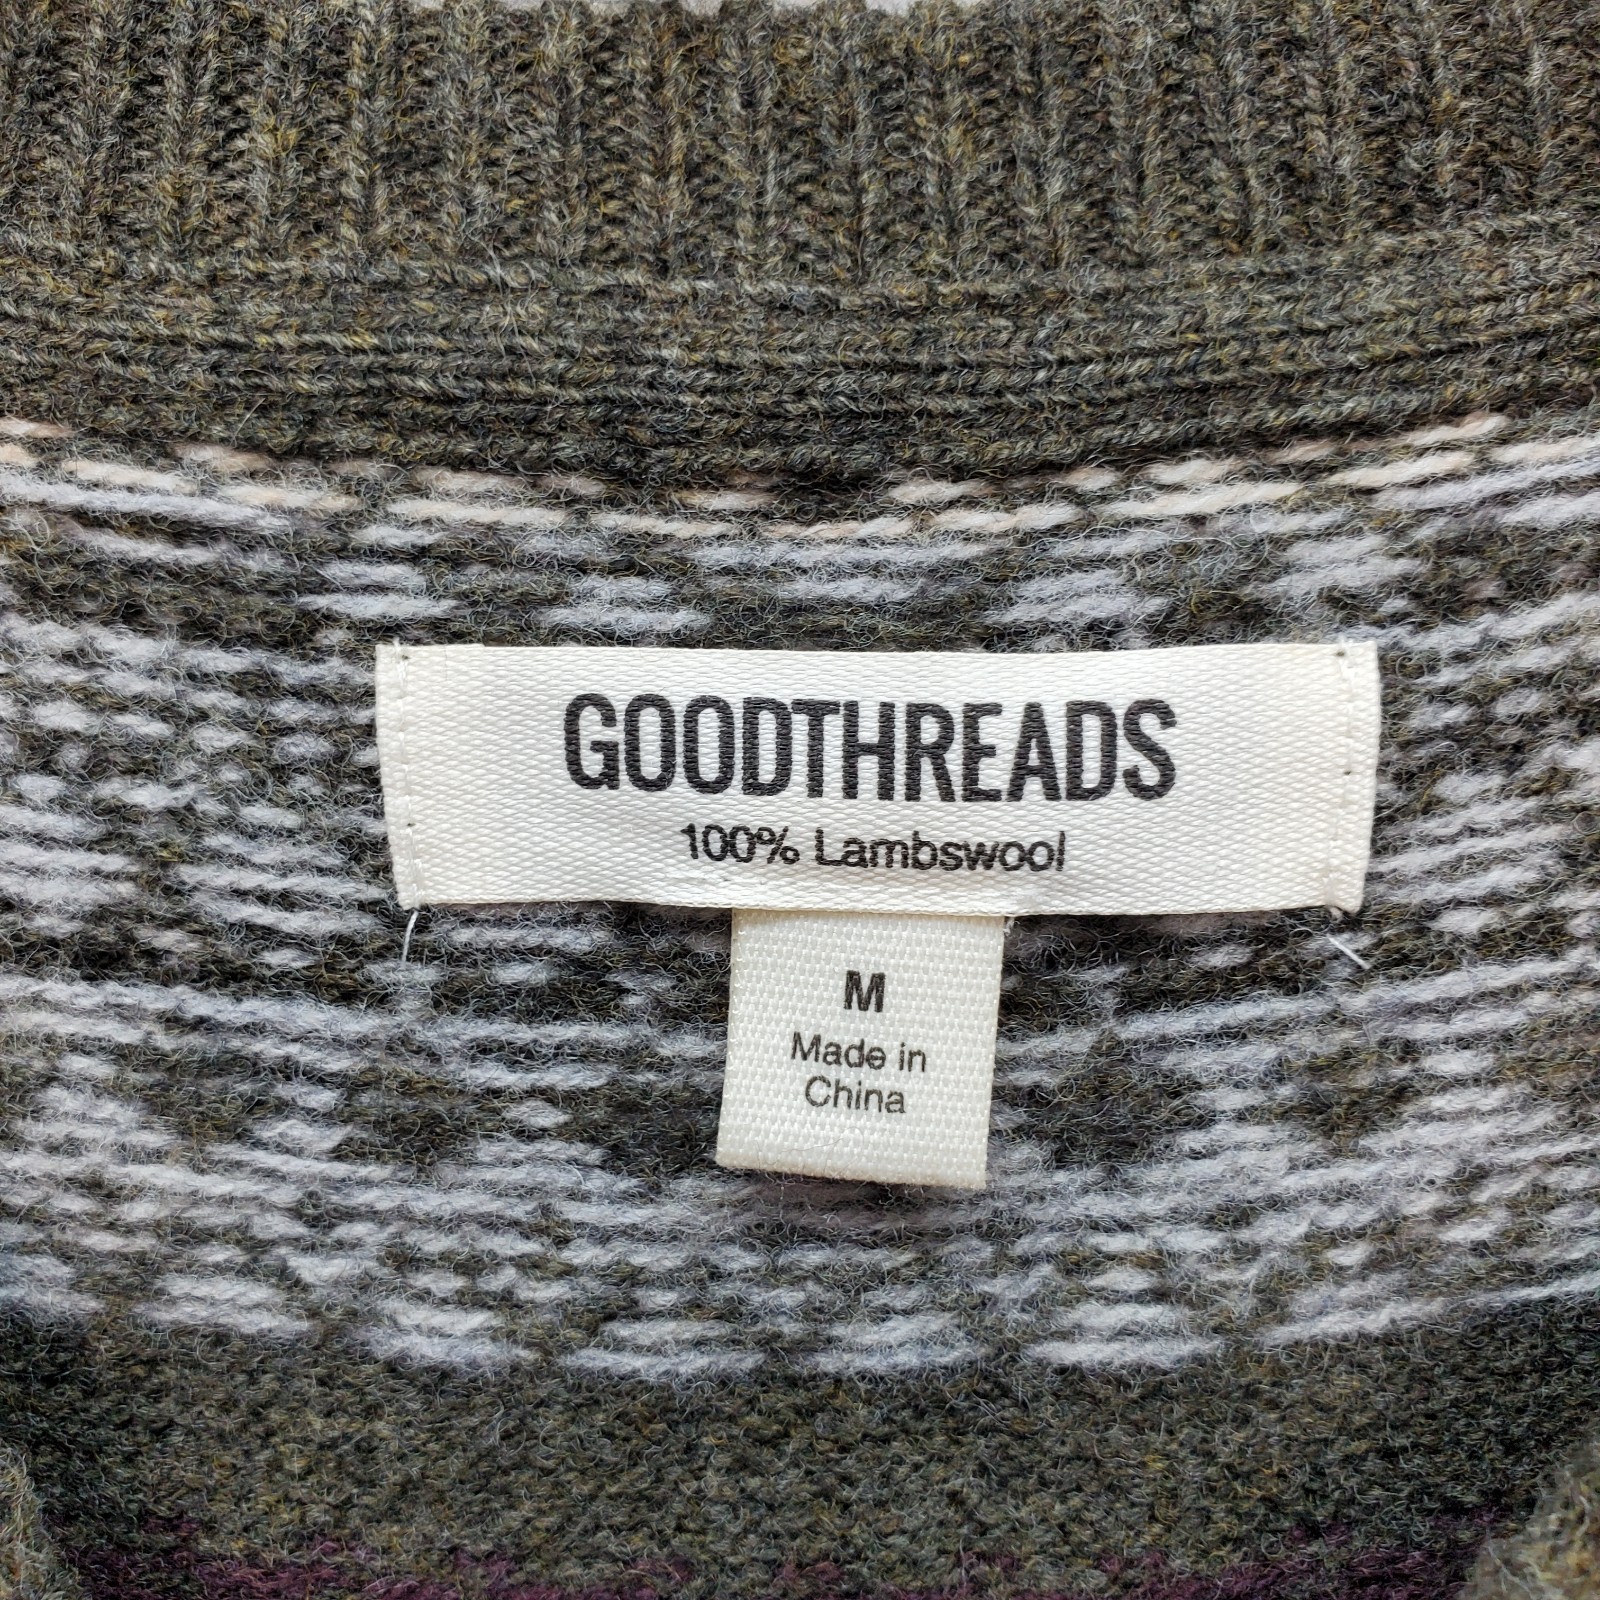 GOODTHREADS
100% Lambswool
M
Made in
China